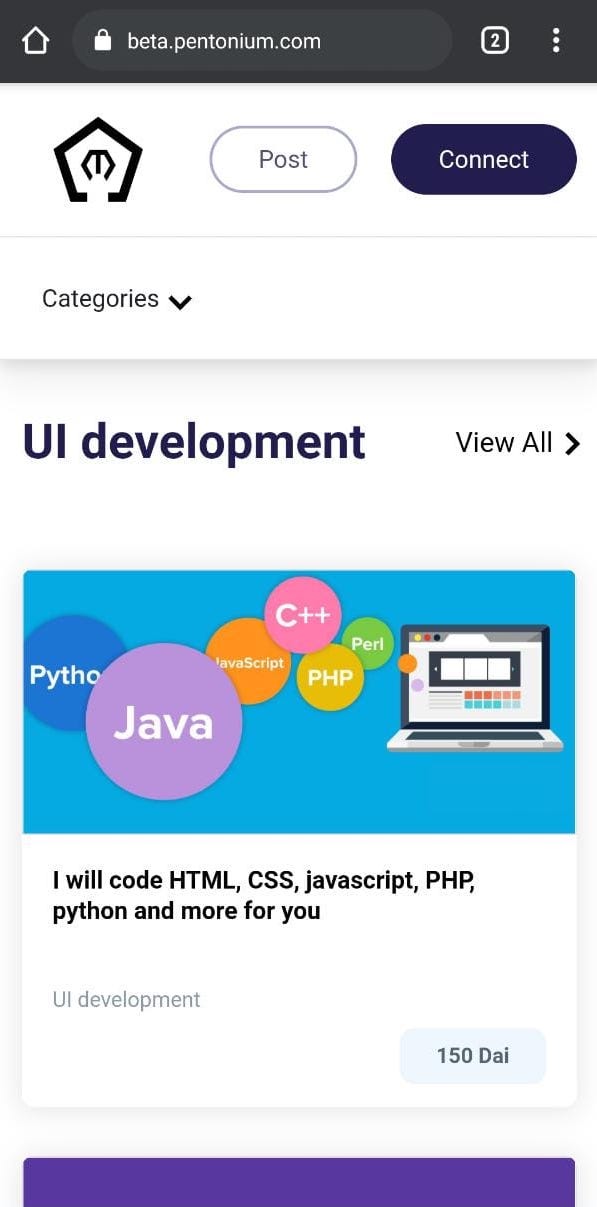 beta.pentonium.com
2
Post
Connect
Categories
UI development
View All
C++
Perl
JavaScript
PHP
Pytho
Java
I will code HTML, CSS, javascript, PHP,
python and more for you
UI development
150 Dai